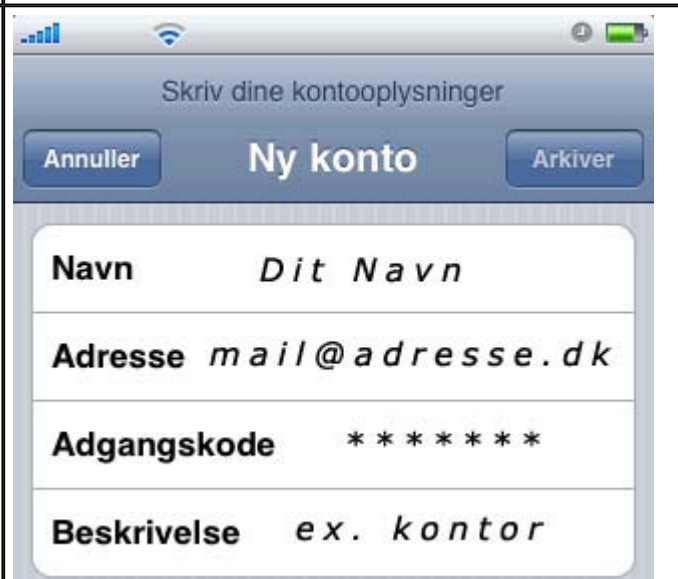 Skriv dine kontooplysninger
Annuller Ny konto Arkiver
Navn Dit Navn
Adresse mail@adresse.dk
Adgangskode *******
Beskrivelse ex. kontor